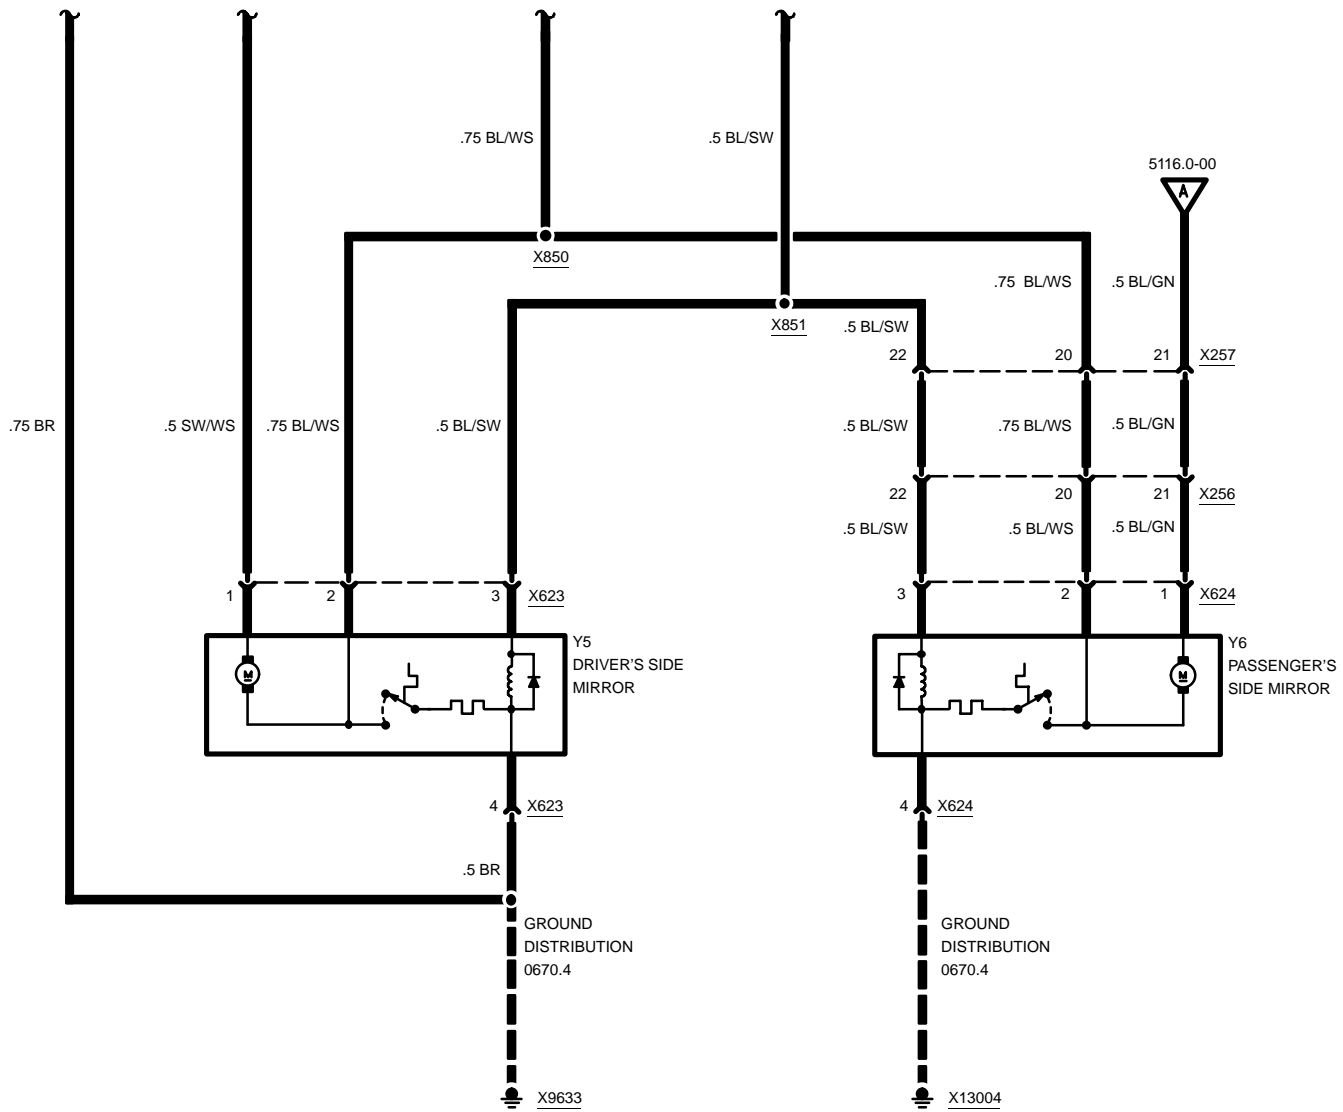 .75 BL/WS
.5 BL/SW
5116.0-00
A
X850
.75 BL/WS
.5 BL/GN
X851
.5 BL/SW
22
20
21
X257
.75 BR
.5 SW/WS
.75 BL/WS
.5 BL/SW
.5 BL/SW
.75 BL/WS
.5 BL/GN
22
20
21
X256
.5 BL/SW
.5 BL/WS
.5 BL/GN
1
2
3
X623
3
2
1
X624
Y5
DRIVER'S SIDE
MIRROR
M
Y6
PASSENGER'S
SIDE MIRROR
M
4
X623
4
X624
.5 BR
GROUND
DISTRIBUTION
0670.4
GROUND
DISTRIBUTION
0670.4
X9633
X13004